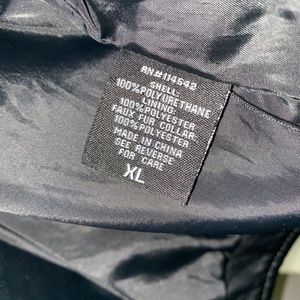 RN#114542
SHELL:
100%POLYURETHANE
LINING:
100%POLYESTER
FAUX FUR COLLAR:
100%POLYESTER
MADE IN CHINA
SEE REVERSE
FOR CARE
XL